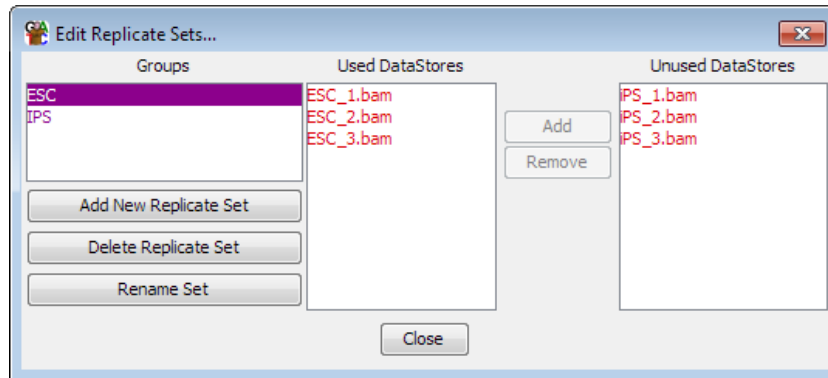 Edit Replicate Sets...
Groups
Used DataStores
Unused DataStores
ESC
IPS
ESC_1.bam
ESC_2.bam
ESC_3.bam
iPS_1.bam
iPS_2.bam
iPS_3.bam
Add
Remove
Add New Replicate Set
Delete Replicate Set
Rename Set
Close